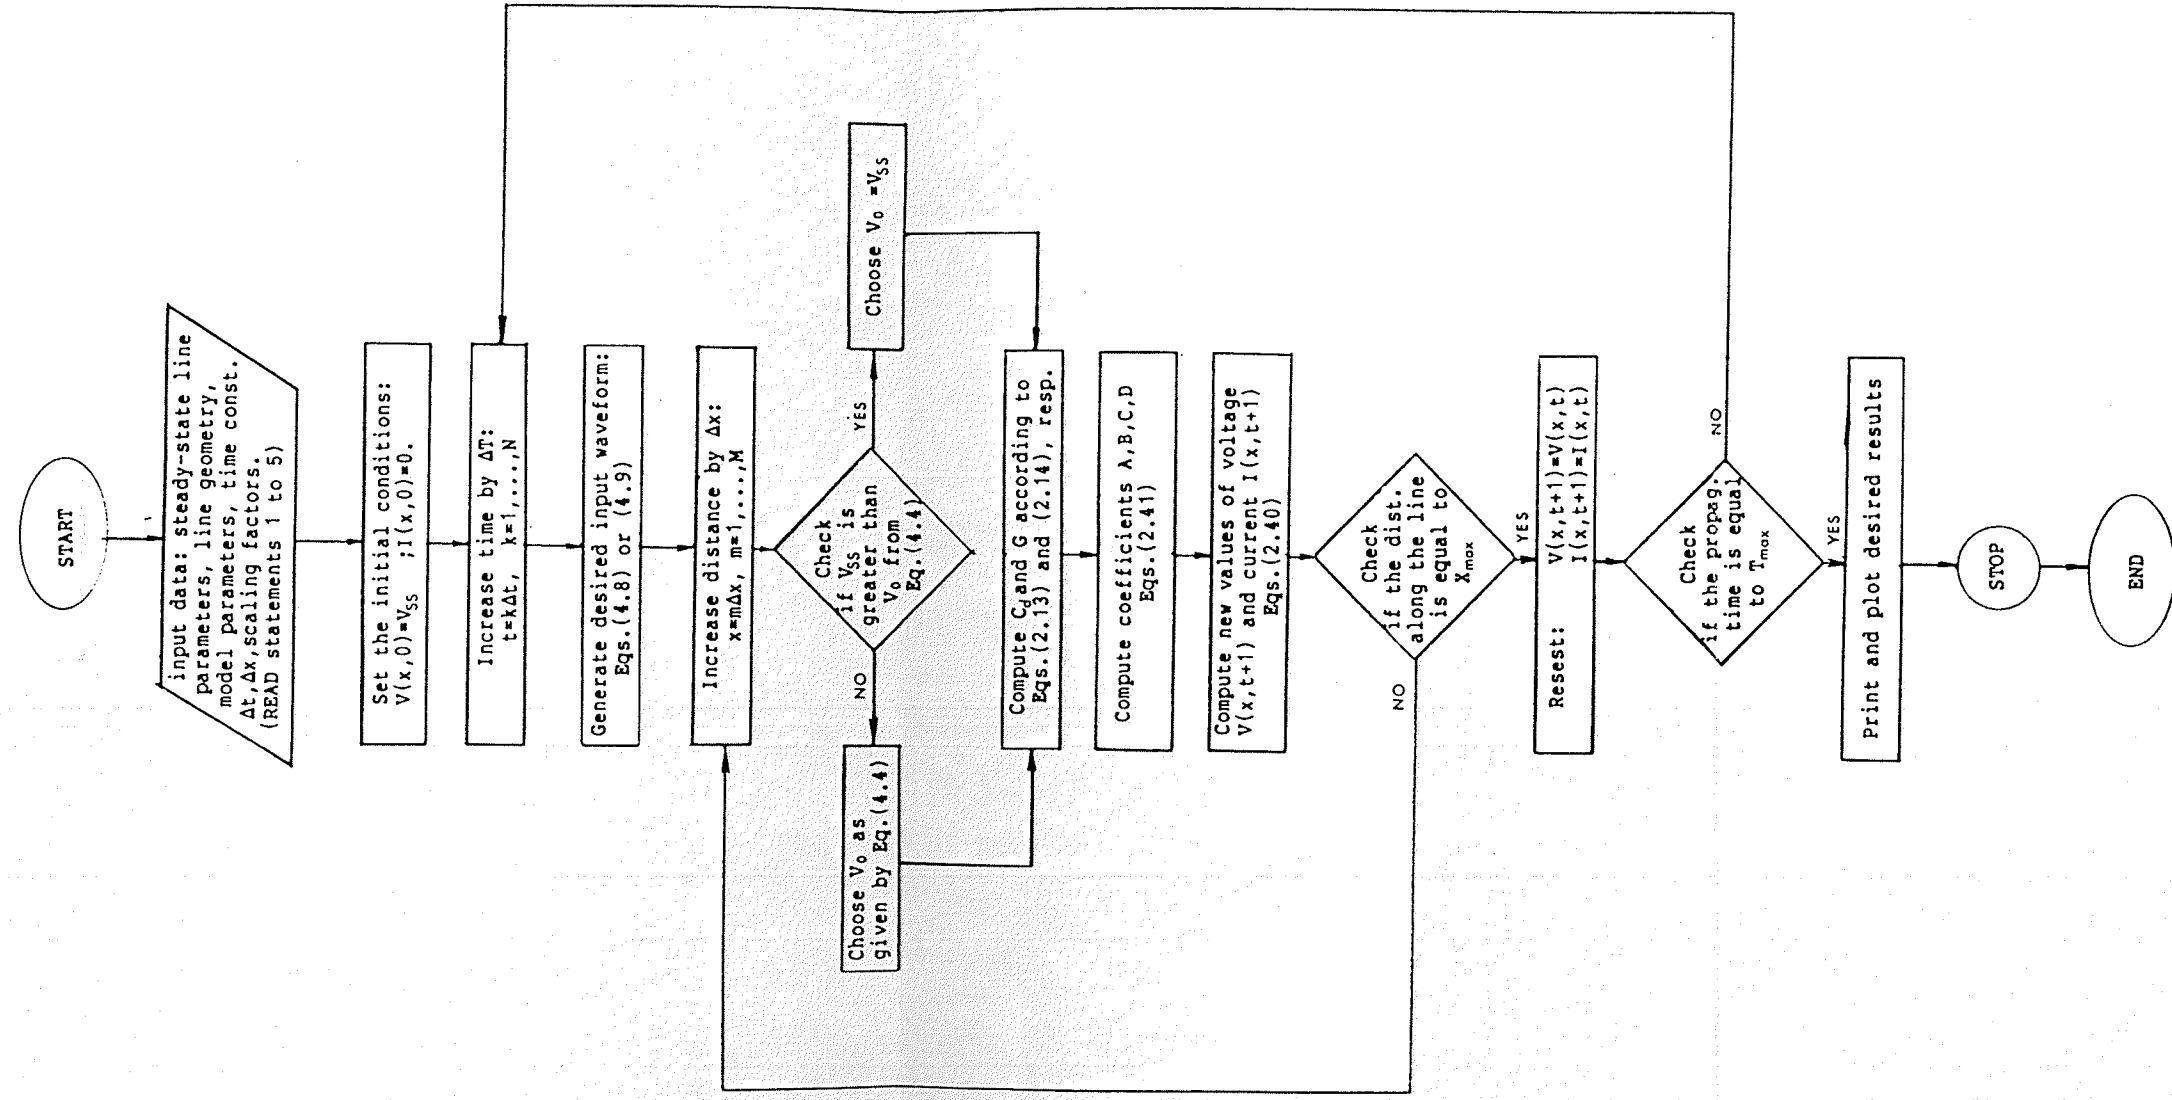 START
input data: steady-state line
parameters, line geometry,
model parameters, time const.
Δt,Δx,scaling factors.
(READ statements 1 to 5)
Set the initial conditions:
V(x,0)=VSS ;I(x,0)=0.
Increase time by ΔT:
t=kΔt, k=1,...,N
Generate desired input waveform:
Eqs.(4.8) or (4.9)
Increase distance by Δx:
x=mΔx, m=1,...,M
Check
if VSS is
greater than
Vo from
Eq.(4.4)
NO
YES
Choose Vo as
given by Eq.(4.4)
Choose Vo =VSS
Compute Cd and G according to
Eqs.(2.13) and (2.14), resp.
Compute coefficients A,B,C,D
Eqs.(2.41)
Compute new values of voltage
V(x,t+1) and current I(x,t+1)
Eqs.(2.40)
Check
if the dist.
along the line
is equal to
Xmax
NO
YES
Resest: V(x,t+1)=V(x,t)
I(x,t+1)=I(x,t)
Check
if the propag.
time is equal
to Tmax
NO
YES
Print and plot desired results
STOP
END